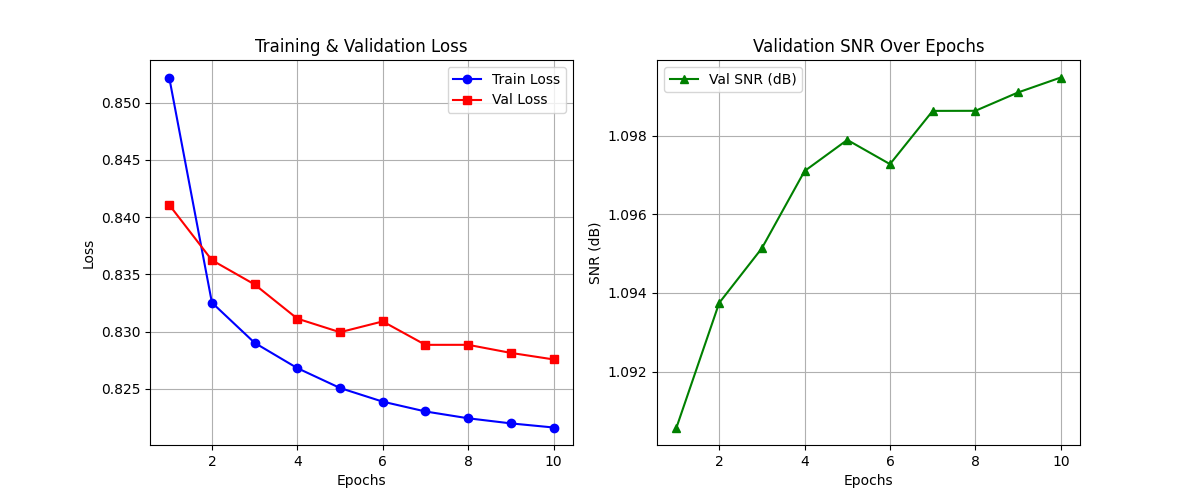 Training & Validation Loss
Train Loss
Val Loss
0.850
0.845
0.840
0.835
0.830
0.825
Loss
2 4 6 8 10
Epochs
Validation SNR Over Epochs
Val SNR (dB)
1.098
1.096
1.094
1.092
SNR (dB)
2 4 6 8 10
Epochs